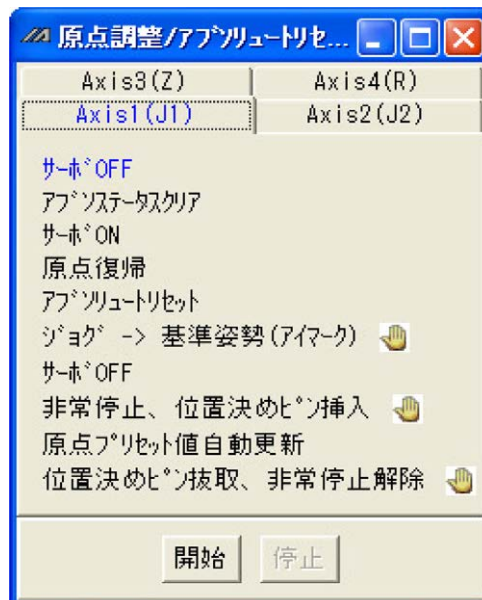 原点調整/アブソリュートリセ...
Axis3(Z) Axis4(R)
Axis1(J1) Axis2(J2)
サーボOFF
アブソステータスクリア
サーボON
原点復帰
アブソリュートリセット
ジョグ -> 基準姿勢(アイマーク)
サーボOFF
非常停止、位置決めピン挿入
原点プリセット値自動更新
位置決めピン抜取、非常停止解除
開始 停止